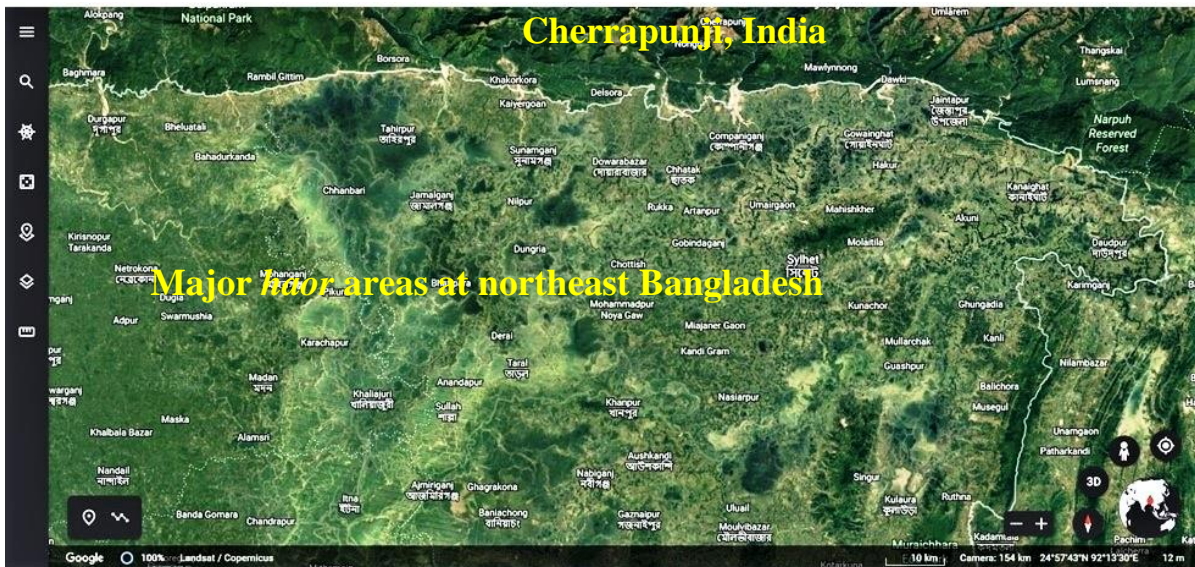 Alokpang
National Park
Cherrapunji, India
Umlarem
Thangskai
Borsora
Mawlynnong
Baghmara
Rambil Gittim
Khakorkora
Dawki
Lumsnang
Delsora
Kaiyergoan
Jaintapur
জৈন্তাপুর
উপজেলা
Durgapur
দুর্গাপুর
Bheluatali
Tahirpur
তাহিরপুর
Narpuh
Reserved
Forest
Companiganj
কোম্পানীগঞ্জ
Gowainghat
গোয়াইনঘাট
Bahadurkanda
Sunamganj
সুনামগঞ্জ
Dowarabazar
দোয়ারাবাজার
Chhatak
ছাতক
Hakur
Chhanbari
Jamalganj
জামালগঞ্জ
Nilpur
Rukka
Artanpur
Umairgaon
Mahishkher
Kanaighat
কানাইঘাট
Akuni
Kirisnopur
Tarakanda
Dungria
Gobindaganj
Molaitila
Daudpur
দাউদপুর
Netrokona
Chottish
Sylhet
সিলেট
Major haor areas at northeast Bangladesh
Karimganj
Dugia
Adpur
Swarmushia
Mohammadpur
Noya Gaw
Kunachor
Ghungadia
Miajaner Gaon
Karachapur
Derai
Kandi Gram
Mullarchak
Kanli
Taral
তাড়ল
Guashpur
Nilambazar
Madan
মদন
Anandapur
Balichora
Khaliajuri
খালিয়াজুরী
Sullah
শাল্লা
Khanpur
খানপুর
Nasiarpur
Musegul
Maska
Khalbala Bazar
Alamsri
Unamgaon
Patharkandi
Aushkandi
আউশকান্দি
Nandail
নান্দাইল
Nabiganj
নবীগঞ্জ
Singur
3D
Itna
ইটনা
Ajmiriganj
আজমিরিগঞ্জ
Ghagrakona
Kulaura
কুলাউড়া
Ruthna
Banda Gomara
Chandrapur
Baniachong
বানিয়াচং
Gaznaipur
গজনাইপুর
Uluail
Moulvibazar
মৌলভীবাজার
Kadamtala
Muraichhara
Google
100%
Landsat / Copernicus
10 km
Camera: 154 km
24°57'43"N 92°13'30"E
12 m